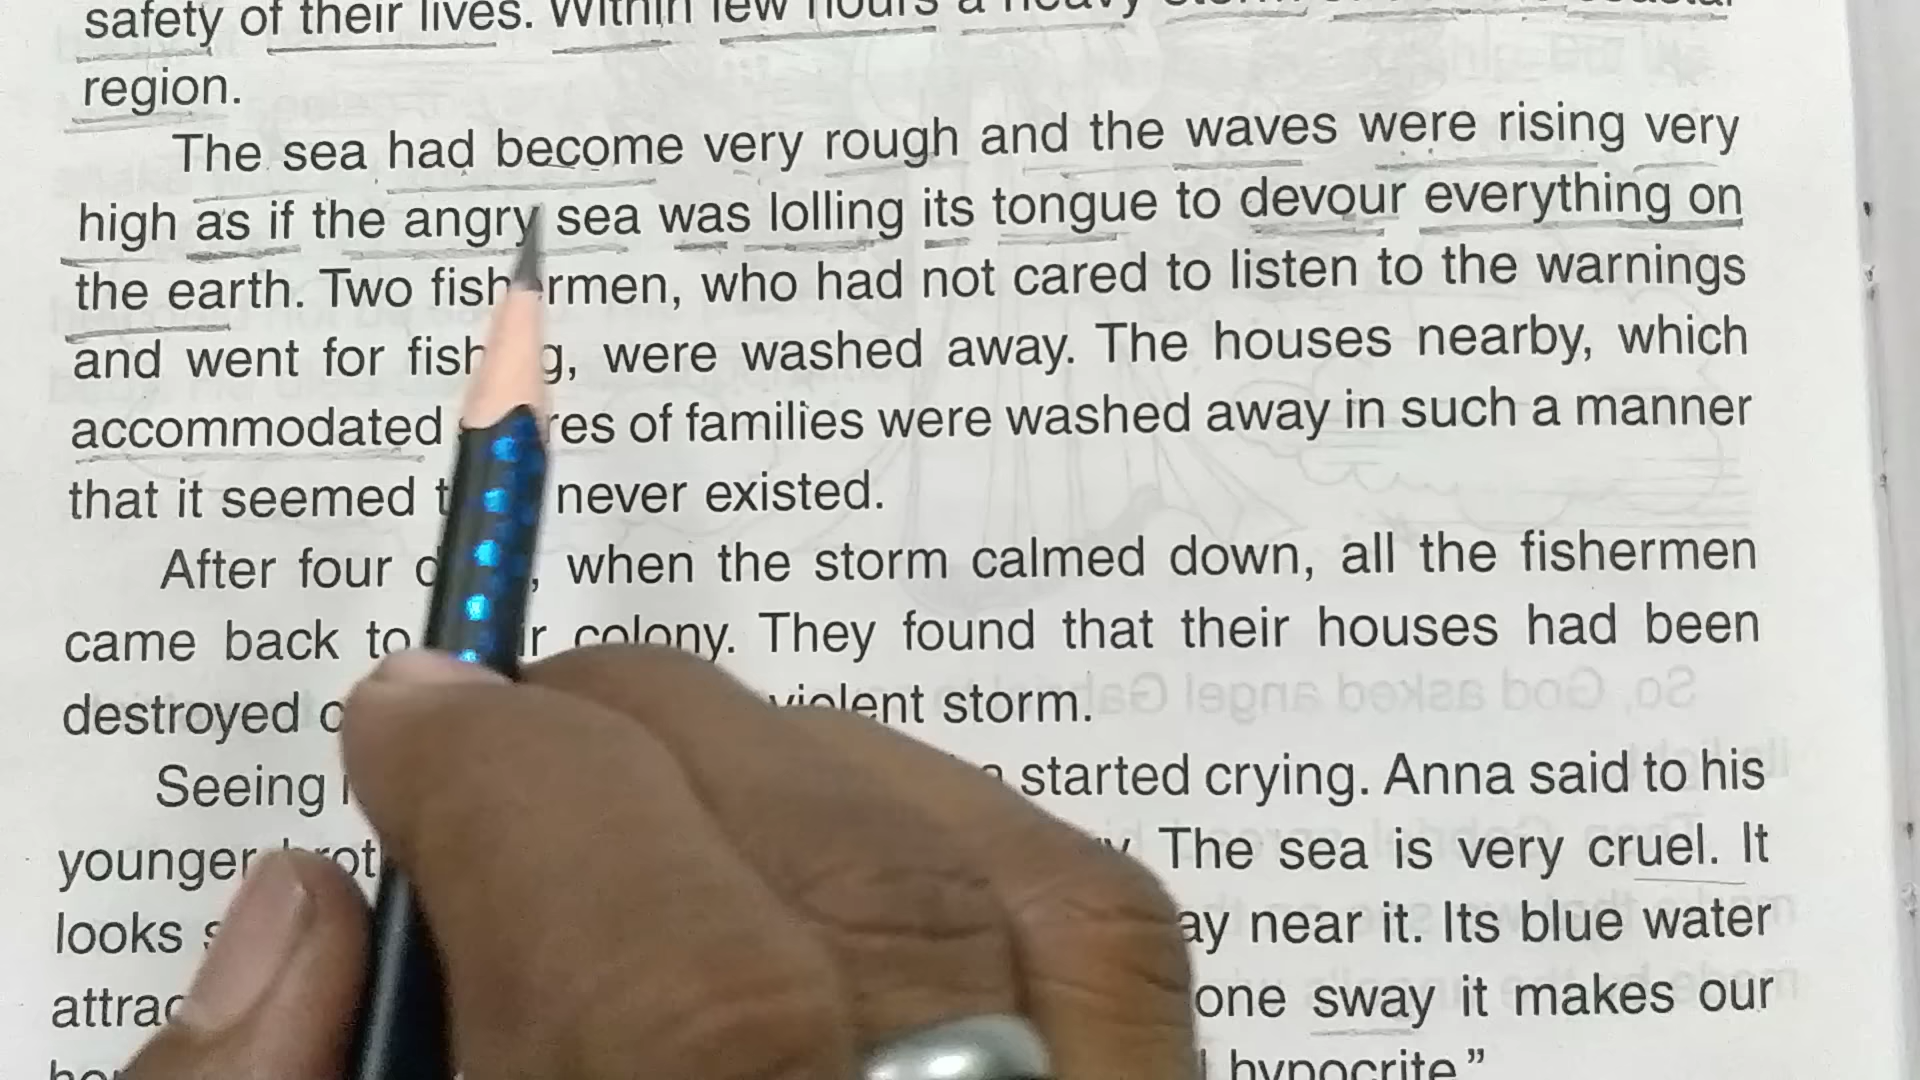 safety of their lives. Within few hours a heavy storm
region.
The sea had become very rough and the waves were rising very
high as if the angry sea was lolling its tongue to devour everything on
the earth. Two fishermen, who had not cared to listen to the warnings
and went for fishing, were washed away. The houses nearby, which
accommodated of families were washed away in such a manner
that it seemed never existed.
After four when the storm calmed down, all the fishermen
came back to colony. They found that their houses had been
destroyed violent storm.
Seeing started crying. Anna said to his
younger The sea is very cruel. It
looks near it. Its blue water
one sway it makes our
hypocrite”
So, God asked angel